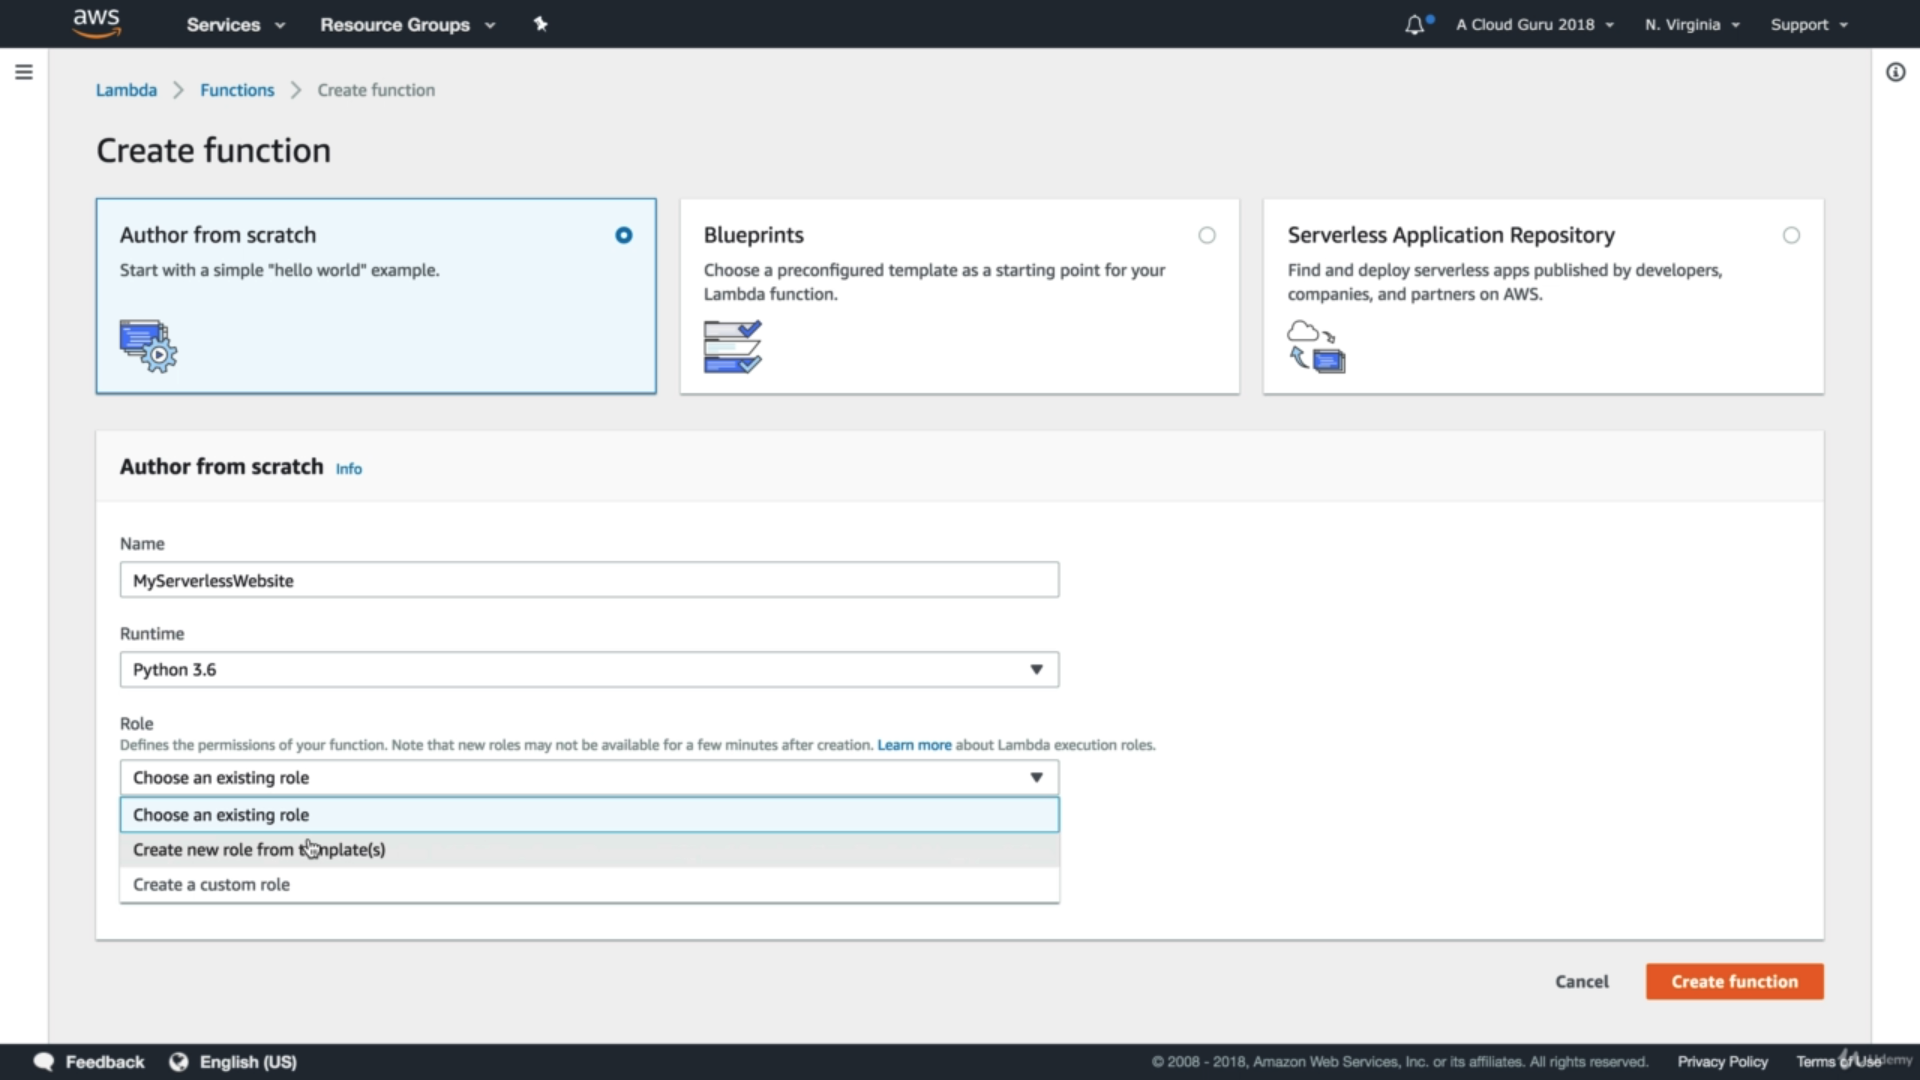 aws
Services
Resource Groups
A Cloud Guru 2018
N. Virginia
Support
Lambda
Functions
Create function
Create function
Author from scratch
Start with a simple "hello world" example.
Blueprints
Choose a preconfigured template as a starting point for your
Lambda function.
Serverless Application Repository
Find and deploy serverless apps published by developers,
companies, and partners on AWS.
Author from scratch Info
Name
MyServerlessWebsite
Runtime
Python 3.6
Role
Defines the permissions of your function. Note that new roles may not be available for a few minutes after creation. Learn more about Lambda execution roles.
Choose an existing role
Choose an existing role
Create new role from template(s)
Create a custom role
Cancel
Create function
Feedback
English (US)
© 2008 - 2018, Amazon Web Services, Inc. or its affiliates. All rights reserved.
Privacy Policy
Terms of Use